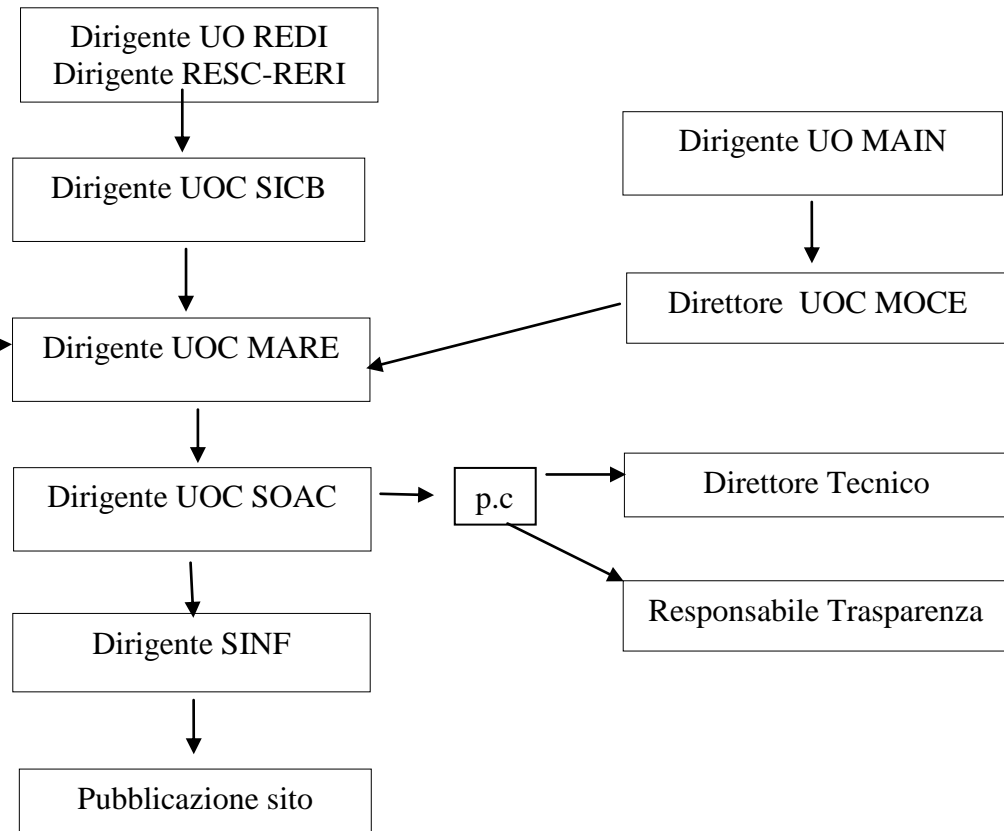 Dirigente UO REDI
Dirigente RESC-RERI
Dirigente UO MAIN
Dirigente UOC SICB
Direttore UOC MOCE
Dirigente UOC MARE
Dirigente UOC SOAC
p.c
Direttore Tecnico
Responsabile Trasparenza
Dirigente SINF
Pubblicazione sito